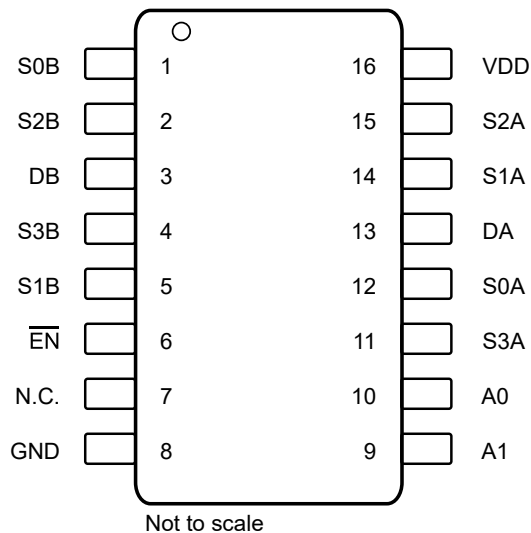 S0B 1 16 VDD
S2B 2 15 S2A
DB 3 14 S1A
S3B 4 13 DA
S1B 5 12 S0A
EN 6 11 S3A
N.C. 7 10 A0
GND 8 9 A1
Not to scale